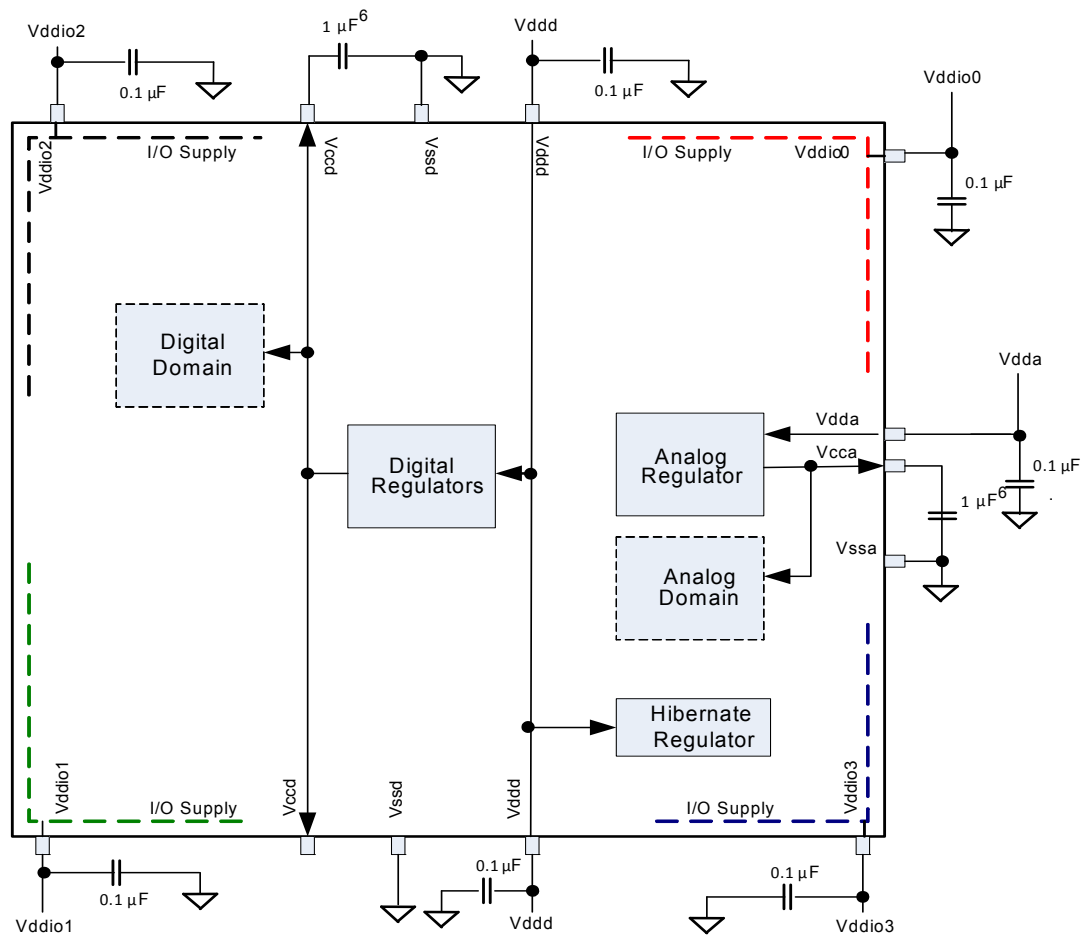 Vddio2
1 µF6
Vddd
0.1 µF
0.1 µF
Vddio0
0.1 µF
Vddio2
I/O Supply
Vccd
Vssd
Vddd
I/O Supply
Vddio0
Digital
Domain
Vdda
Vdda
Vcca
Digital
Regulators
Analog
Regulator
0.1 µF
.
1 µF6
Vssa
Analog
Domain
Hibernate
Regulator
Vddio1
I/O Supply
Vccd
Vssd
Vddd
I/O Supply
Vddio3
0.1 µF
0.1 µF
0.1 µF
Vddio1
Vddd
Vddio3